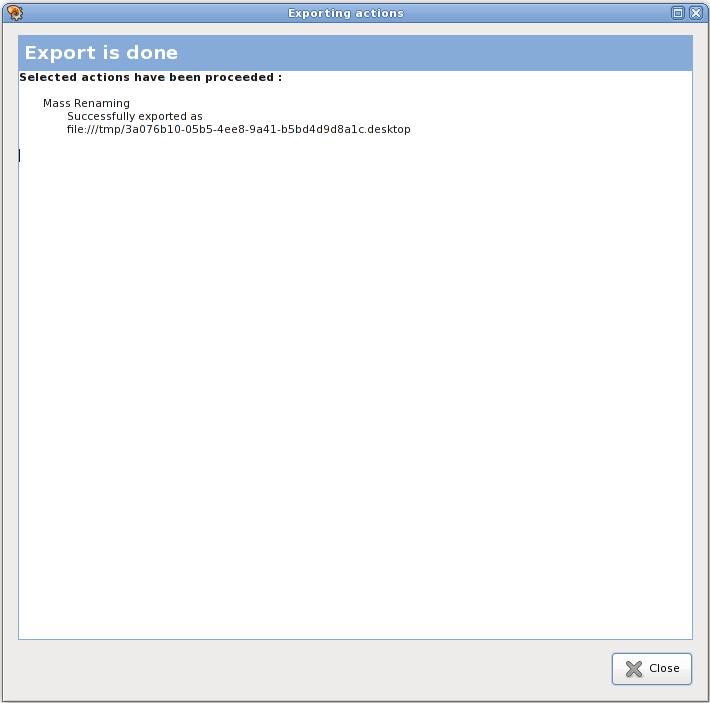 Exporting actions
Export is done
Selected actions have been proceeded :
Mass Renaming
Successfully exported as
file:///tmp/3a076b10-05b5-4ee8-9a41-b5bd4d9d8a1c.desktop
Close